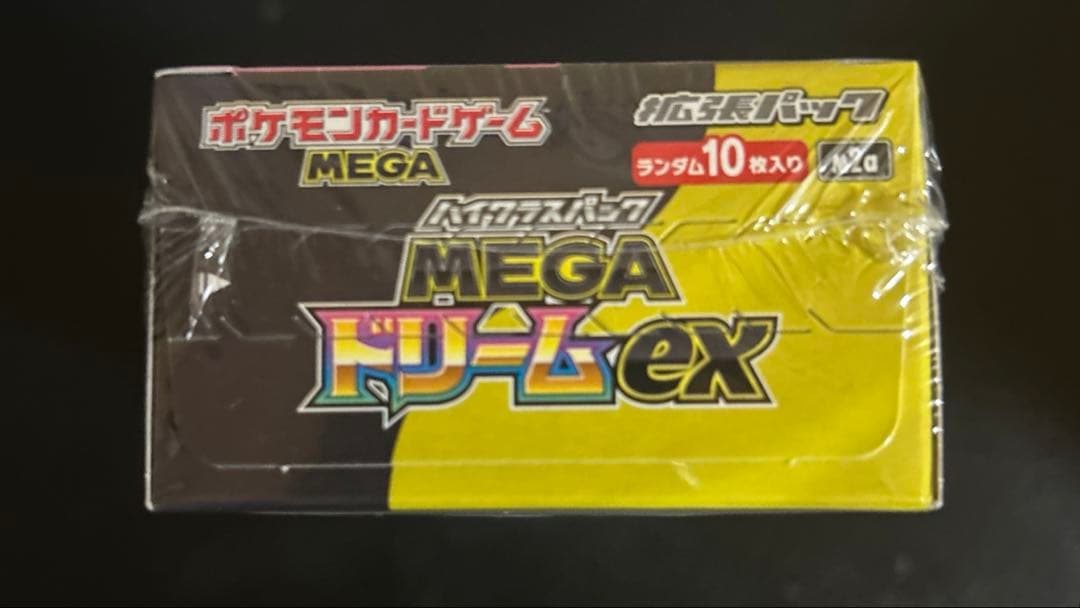 ポケモンカードゲーム
MEGA
拡張パック
ランダム10枚入り
M2a
ハイクラスパック
MEGA
ドリームex